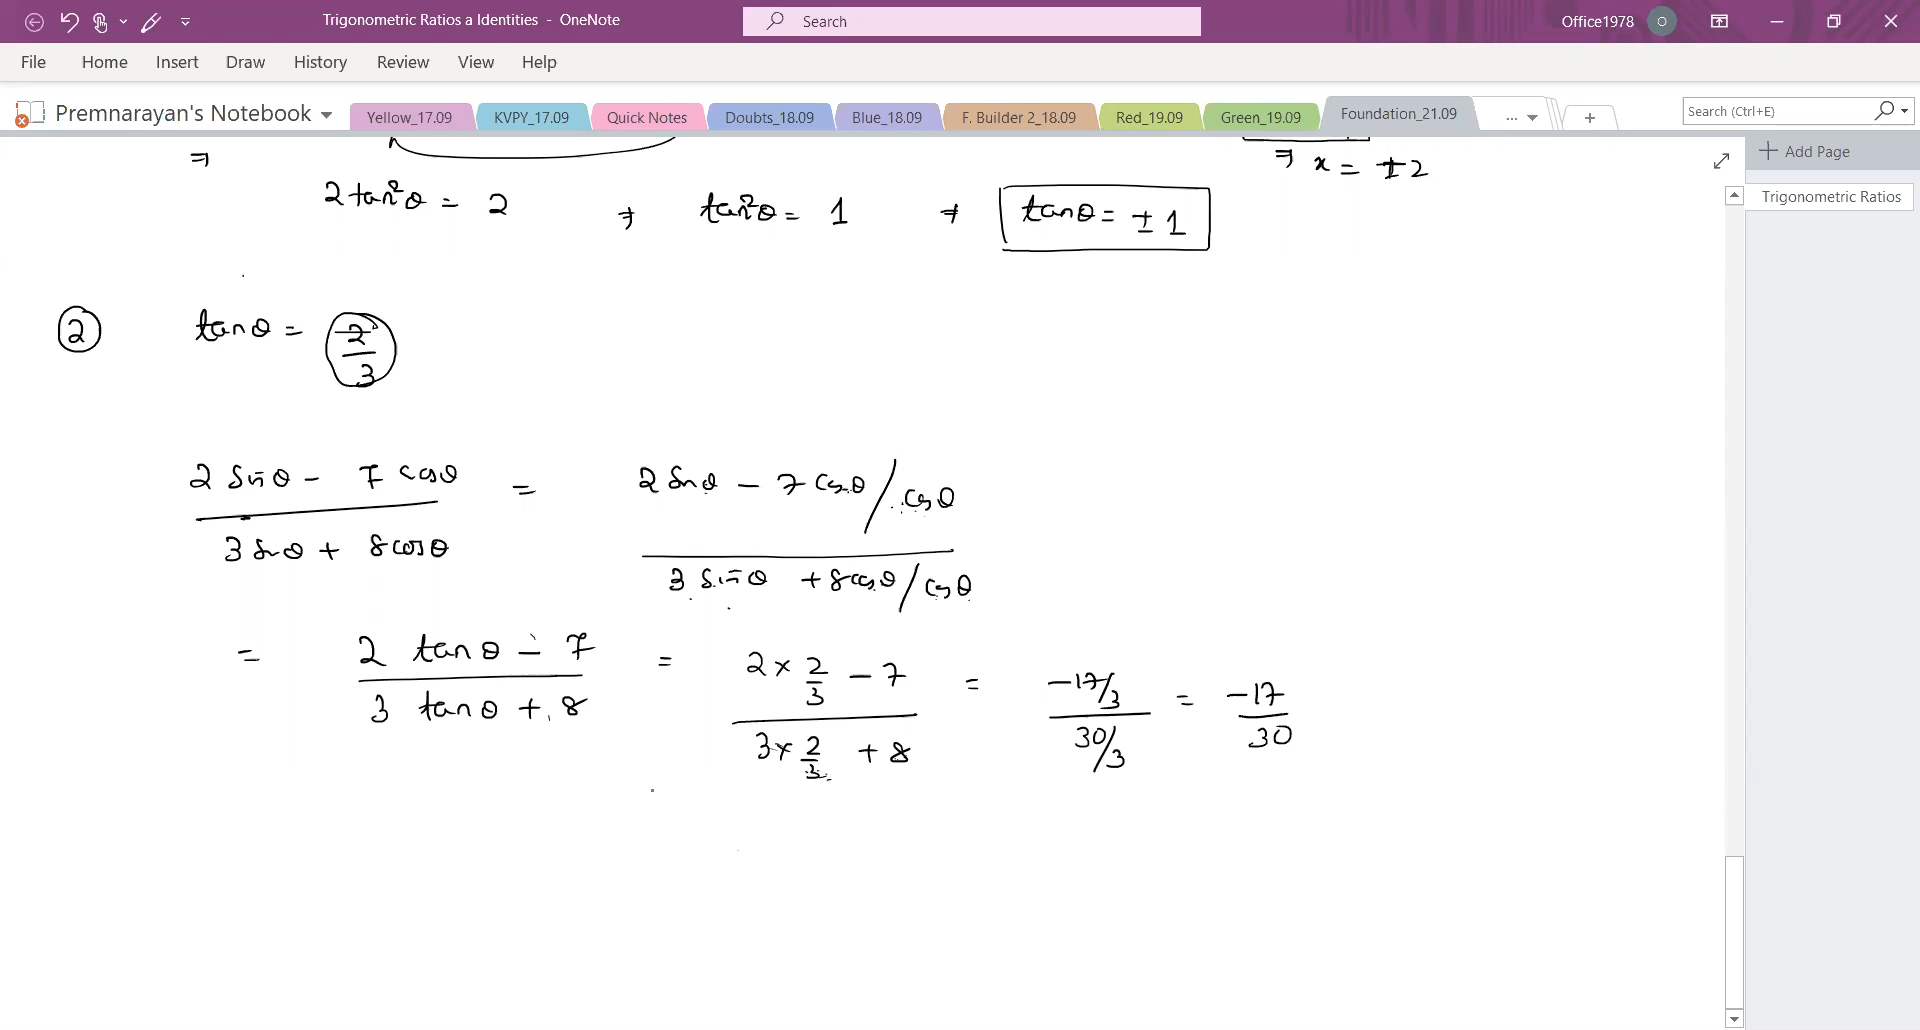 Trigonometric Ratios a Identities - OneNote
Search
Office1978 O
File Home Insert Draw History Review View Help
Premnarayan's Notebook
Yellow_17.09 KVPY_17.09 Quick Notes Doubts_18.09 Blue_18.09 F. Builder 2_18.09 Red_19.09 Green_19.09 Foundation_21.09 ... +
Search (Ctrl+E)
+ Add Page
Trigonometric Ratios
⇒ x = ±2
⇒
2 tan²θ = 2 ⇒ tan²θ = 1 ⇒ tanθ = ± 1
② tanθ = 2/3
2 sinθ - 7 cosθ = 2 sinθ - 7 cosθ / cosθ
3 sinθ + 8 cosθ 3 sinθ + 8 cosθ / cosθ
= 2 tanθ - 7 = 2 × 2/3 - 7 = -17/3 = -17
3 tanθ + 8 3 × 2/3 + 8 30/3 30